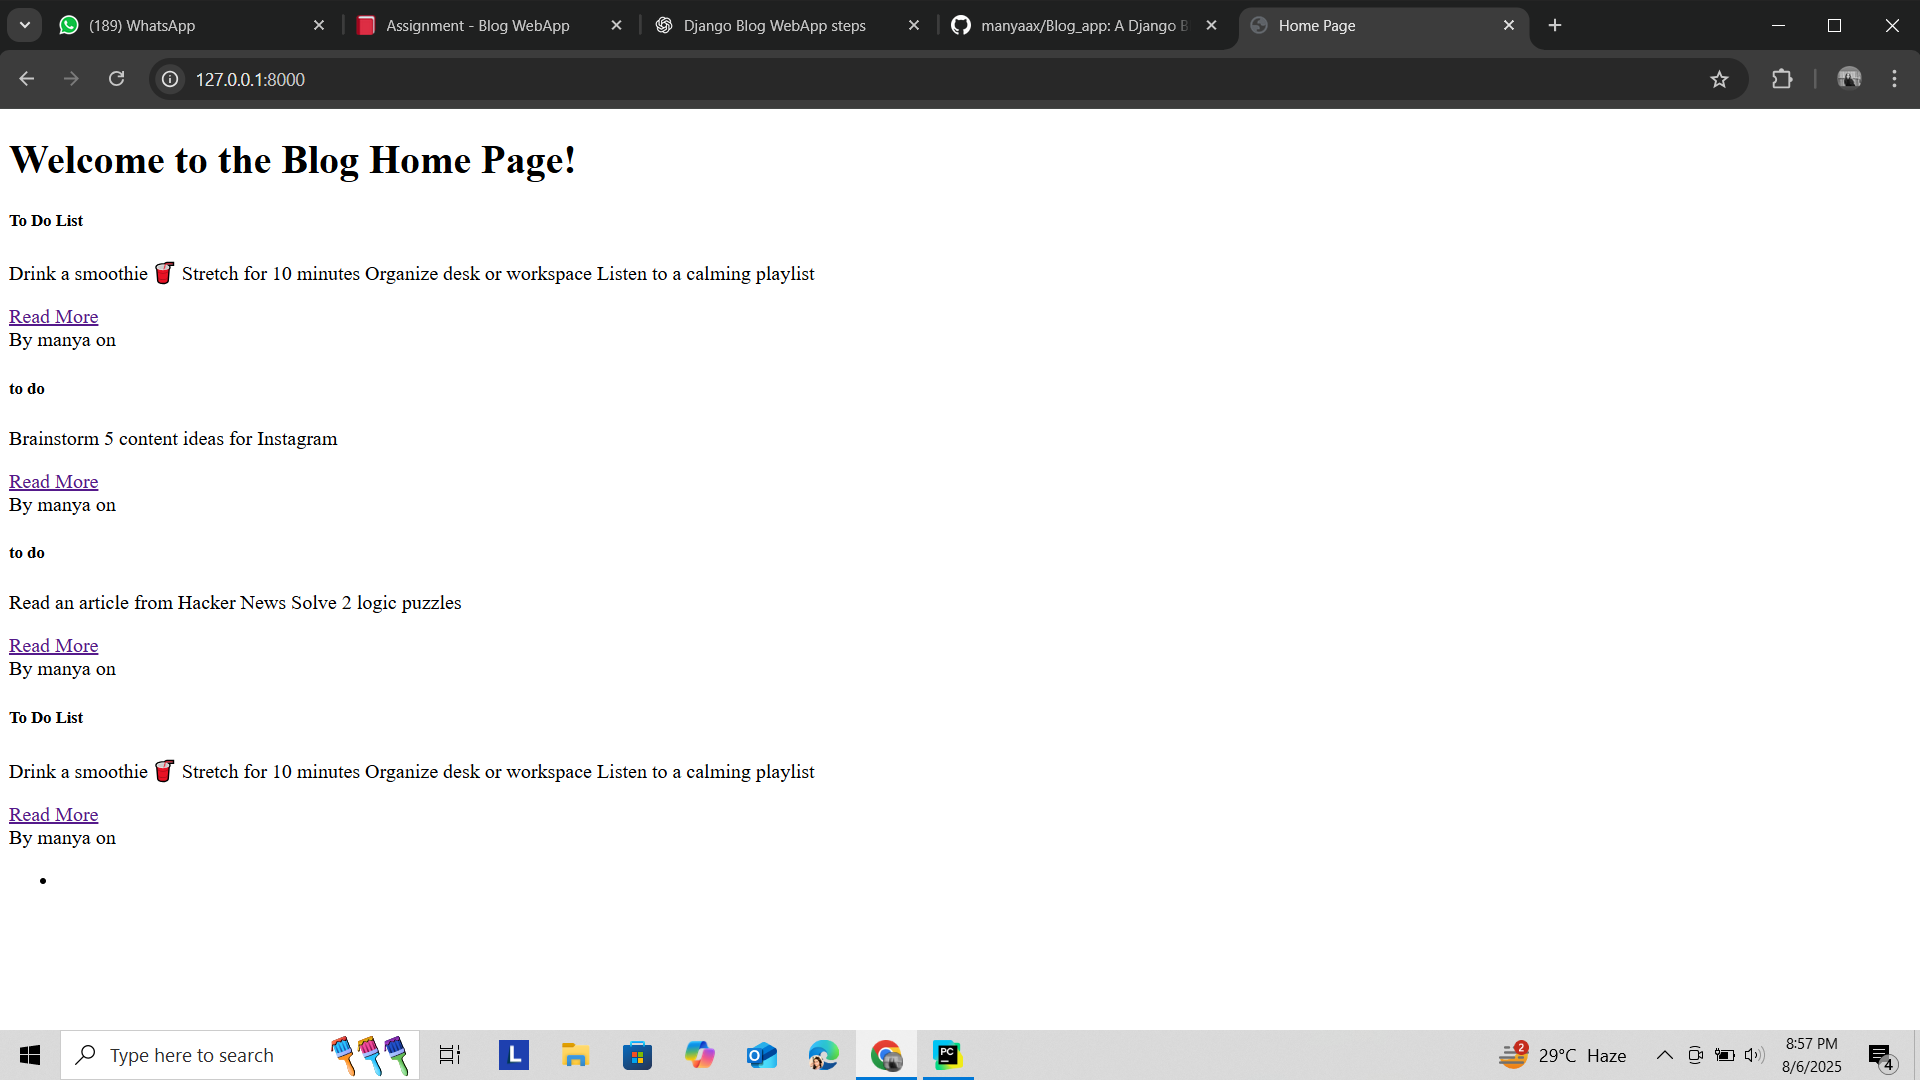 (189) WhatsApp
Assignment - Blog WebApp
Django Blog WebApp steps
manyaax/Blog_app: A Django B
Home Page
127.0.0.1:8000
Welcome to the Blog Home Page!
To Do List
Drink a smoothie 🥤 Stretch for 10 minutes Organize desk or workspace Listen to a calming playlist
Read More
By manya on
to do
Brainstorm 5 content ideas for Instagram
Read More
By manya on
to do
Read an article from Hacker News Solve 2 logic puzzles
Read More
By manya on
To Do List
Drink a smoothie 🥤 Stretch for 10 minutes Organize desk or workspace Listen to a calming playlist
Read More
By manya on
•
Type here to search
L
PC
2
29°C Haze
8:57 PM
8/6/2025
4